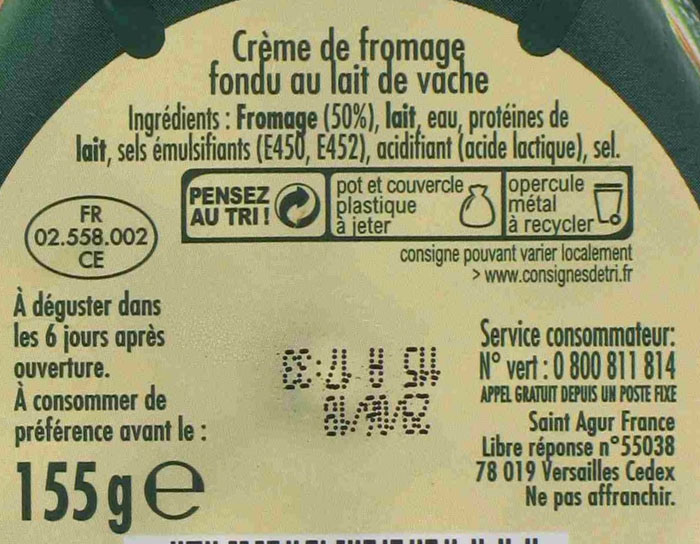 Crème de fromage
fondu au lait de vache
Ingrédients : Fromage (50%), lait, eau, protéines de
lait, sels émulsifiants (E450, E452), acidifiant (acide lactique), sel.
PENSEZ
AU TRI !
pot et couvercle
plastique
à jeter
opercule
métal
à recycler
consigne pouvant varier localement
> www.consignesdetri.fr
FR
02.558.002
CE
À déguster dans
les 6 jours après
ouverture.
À consommer de
préférence avant le :
155 g e
Service consommateur:
N° vert : 0 800 811 814
APPEL GRATUIT DEPUIS UN POSTE FIXE
Saint Agur France
Libre réponse n°55038
78 019 Versailles Cedex
Ne pas affranchir.